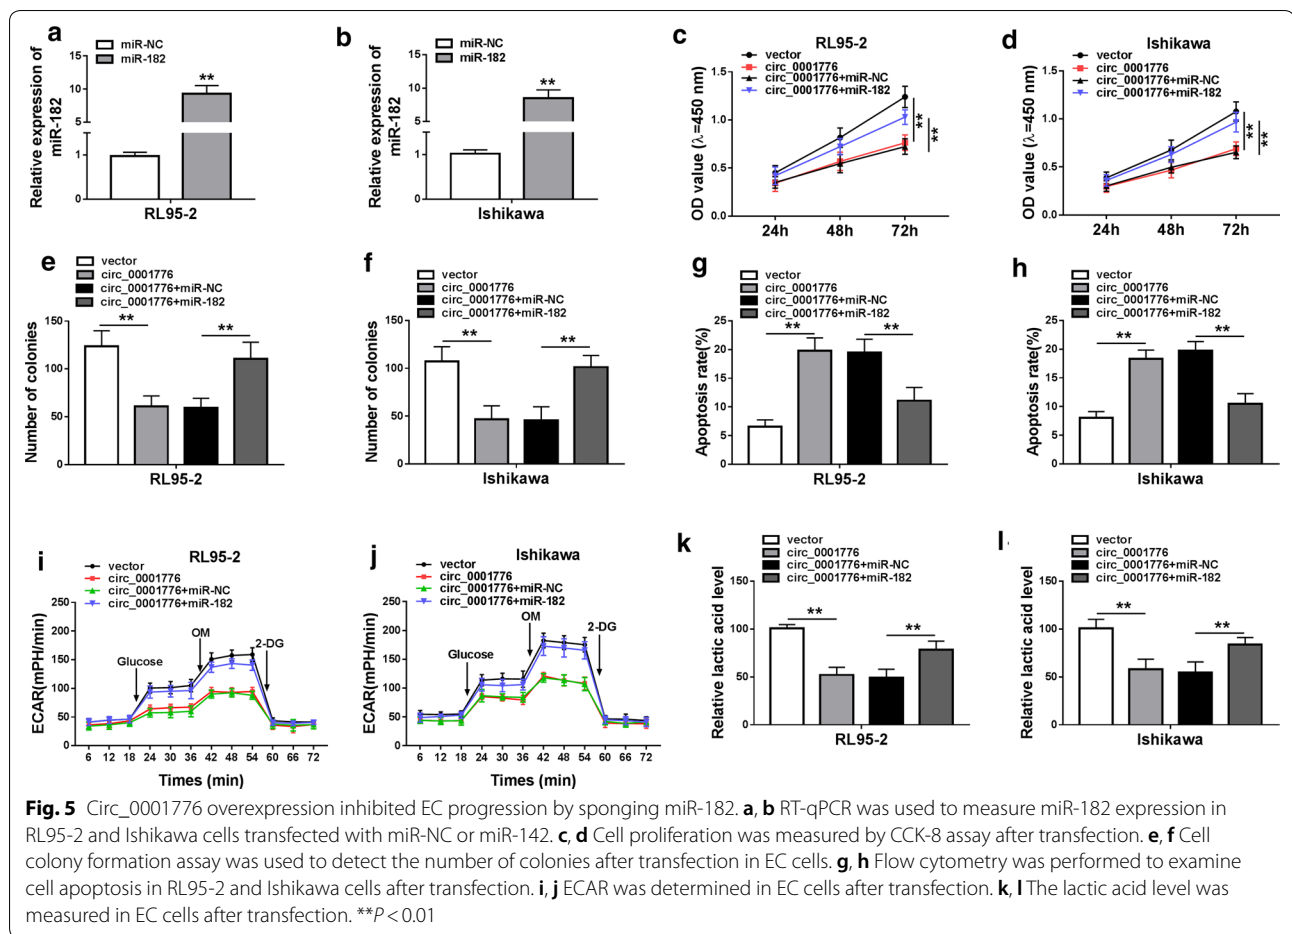 a
miR-NC
miR-182
Relative expression of
miR-182
15
10
5
1
0
**
RL95-2
b
miR-NC
miR-182
Relative expression of
miR-182
15
10
5
1
0
**
Ishikawa
c
RL95-2
vector
circ_0001776
circ_0001776+miR-NC
circ_0001776+miR-182
OD value (λ=450 nm)
1.5
1.0
0.5
0.0
**
**
24h 48h 72h
d
Ishikawa
vector
circ_0001776
circ_0001776+miR-NC
circ_0001776+miR-182
OD value (λ=450 nm)
1.5
1.0
0.5
0.0
**
**
24h 48h 72h
e
vector
circ_0001776
circ_0001776+miR-NC
circ_0001776+miR-182
Number of colonies
150
100
50
0
** **
RL95-2
f
vector
circ_0001776
circ_0001776+miR-NC
circ_0001776+miR-182
Number of colonies
150
100
50
0
** **
Ishikawa
g
vector
circ_0001776
circ_0001776+miR-NC
circ_0001776+miR-182
Apoptosis rate(%)
25
20
15
10
5
0
** **
RL95-2
h
vector
circ_0001776
circ_0001776+miR-NC
circ_0001776+miR-182
Apoptosis rate(%)
25
20
15
10
5
0
** **
Ishikawa
i
RL95-2
vector
circ_0001776
circ_0001776+miR-NC
circ_0001776+miR-182
ECAR(mPH/min)
250
200
150
100
50
0
Glucose
OM
2-DG
6 12 18 24 30 36 42 48 54 60 66 72
Times (min)
j
Ishikawa
vector
circ_0001776
circ_0001776+miR-NC
circ_0001776+miR-182
ECAR(mPH/min)
250
200
150
100
50
0
Glucose
OM
2-DG
6 12 18 24 30 36 42 48 54 60 66 72
Times (min)
k
vector
circ_0001776
circ_0001776+miR-NC
circ_0001776+miR-182
Relative lactic acid level
150
100
50
0
** **
RL95-2
l
vector
circ_0001776
circ_0001776+miR-NC
circ_0001776+miR-182
Relative lactic acid level
150
100
50
0
** **
Ishikawa
Fig. 5 Circ_0001776 overexpression inhibited EC progression by sponging miR-182. a, b RT-qPCR was used to measure miR-182 expression in
RL95-2 and Ishikawa cells transfected with miR-NC or miR-142. c, d Cell proliferation was measured by CCK-8 assay after transfection. e, f Cell
colony formation assay was used to detect the number of colonies after transfection in EC cells. g, h Flow cytometry was performed to examine
cell apoptosis in RL95-2 and Ishikawa cells after transfection. i, j ECAR was determined in EC cells after transfection. k, l The lactic acid level was
measured in EC cells after transfection. **P < 0.01